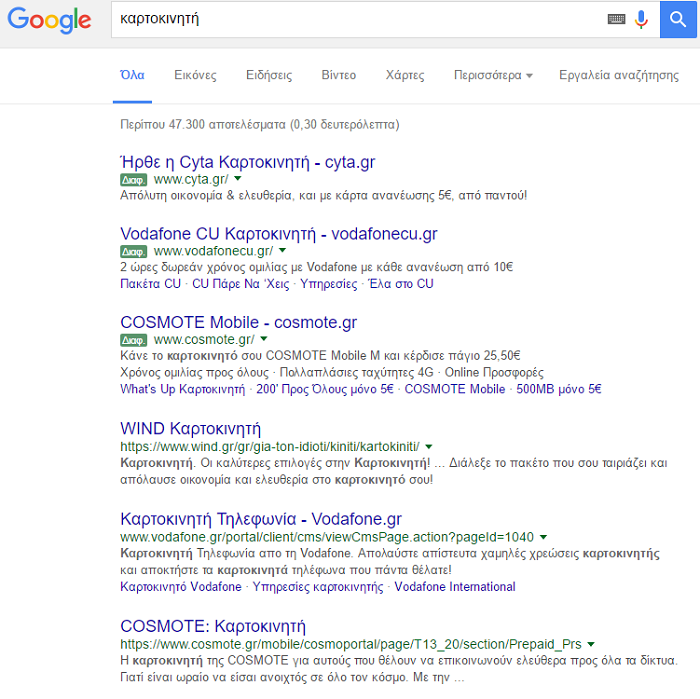 Google
καρτοκινητή
Όλα Εικόνες Ειδήσεις Βίντεο Χάρτες Περισσότερα Εργαλεία αναζήτησης
Περίπου 47.300 αποτελέσματα (0,30 δευτερόλεπτα)
Ήρθε η Cyta Καρτοκινητή - cyta.gr
Διαφ. www.cyta.gr/
Απόλυτη οικονομία & ελευθερία, και με κάρτα ανανέωσης 5€, από παντού!
Vodafone CU Καρτοκινητή - vodafonecu.gr
Διαφ. www.vodafonecu.gr/
2 ώρες δωρεάν χρόνος ομιλίας με Vodafone με κάθε ανανέωση από 10€
Πακέτα CU · CU Πάρε Να 'Χεις · Υπηρεσίες · Έλα στο CU
COSMOTE Mobile - cosmote.gr
Διαφ. www.cosmote.gr/
Κάνε το καρτοκινητό σου COSMOTE Mobile M και κέρδισε πάγιο 25,50€
Χρόνος ομιλίας προς όλους · Πολλαπλάσιες ταχύτητες 4G · Online Προσφορές
What's Up Καρτοκινητή · 200' Προς Όλους μόνο 5€ · COSMOTE Mobile · 500MB μόνο 5€
WIND Καρτοκινητή
https://www.wind.gr/gr/gia-ton-idioti/kiniti/kartokiniti/
Καρτοκινητή. Οι καλύτερες επιλογές στην Καρτοκινητή! ... Διάλεξε το πακέτο που σου ταιριάζει και
απόλαυσε οικονομία και ελευθερία στο καρτοκινητό σου!
Καρτοκινητή Τηλεφωνία - Vodafone.gr
www.vodafone.gr/portal/client/cms/viewCmsPage.action?pageId=1040
Καρτοκινητή Τηλεφωνία απο τη Vodafone. Απολαύστε απίστευτα χαμηλές χρεώσεις καρτοκινητής
και αποκτήστε τα καρτοκινητά τηλέφωνα που πάντα θέλατε!
Καρτοκινητό Vodafone · Υπηρεσίες καρτοκινητής · Vodafone International
COSMOTE: Καρτοκινητή
https://www.cosmote.gr/mobile/cosmoportal/page/T13_20/section/Prepaid_Prs
Η καρτοκινητή της COSMOTE για αυτούς που θέλουν να επικοινωνούν ελεύθερα προς όλα τα δίκτυα.
Γιατί είναι ωραίο να είσαι ανοιχτός σε όλο τον κόσμο. Με την ...